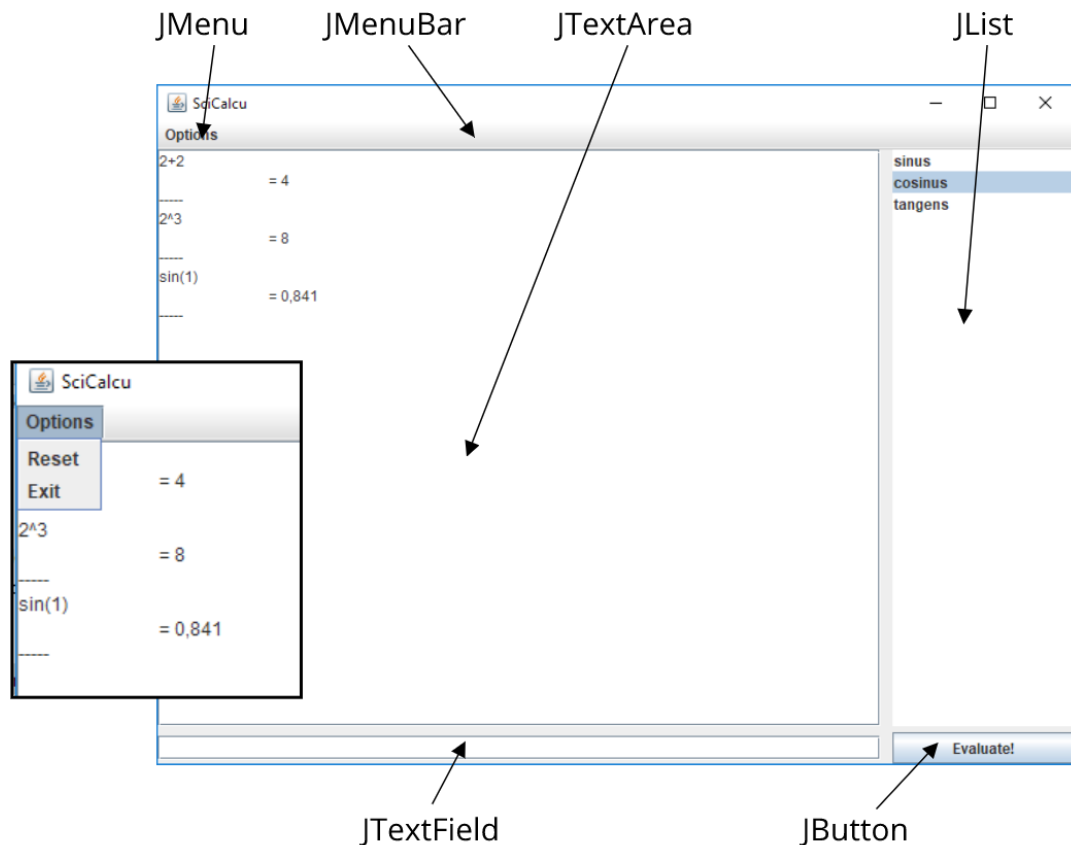 JMenu JMenuBar JTextArea JList
SciCalcu
Options
2+2
= 4
-----
2^3
= 8
-----
sin(1)
= 0,841
-----
sinus
cosinus
tangens
SciCalcu
Options
Reset
Exit
= 4
2^3
= 8
-----
sin(1)
= 0,841
-----
Evaluate!
JTextField JButton